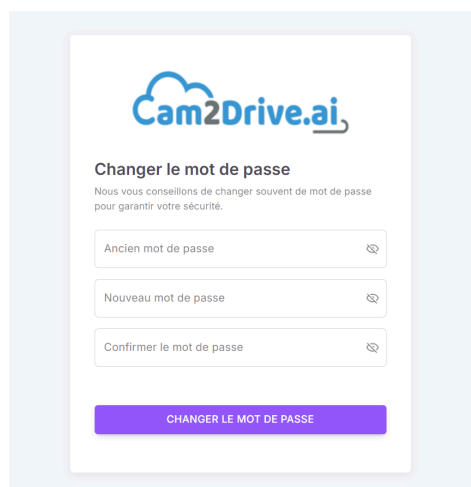 Cam2Drive.ai
Changer le mot de passe
Nous vous conseillons de changer souvent de mot de passe
pour garantir votre sécurité.
Ancien mot de passe
Nouveau mot de passe
Confirmer le mot de passe
CHANGER LE MOT DE PASSE